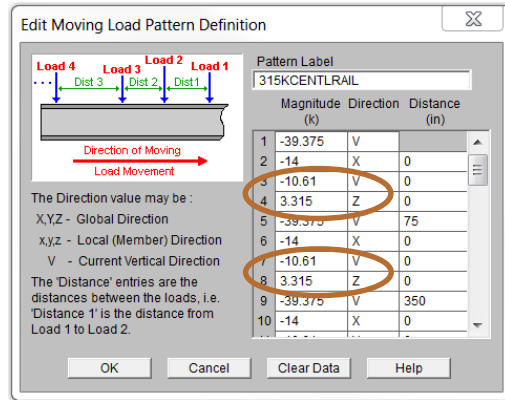 Edit Moving Load Pattern Definition
Load 4 Load 3 Load 2 Load 1
... Dist 3 Dist 2 Dist1
Direction of Moving
Load Movement
The Direction value may be :
X,Y,Z - Global Direction
x,y,z - Local (Member) Direction
V - Current Vertical Direction
The 'Distance' entries are the
distances between the loads, i.e.
'Distance 1' is the distance from
Load 1 to Load 2.
Pattern Label
315KCENTLRAIL
Magnitude Direction Distance
(k) (in)
1 -39.375 V
2 -14 X 0
3 -10.61 V 0
4 3.315 Z 0
5 -39.375 V 75
6 -14 X 0
7 -10.61 V 0
8 3.315 Z 0
9 -39.375 V 350
10 -14 X 0
OK Cancel Clear Data Help